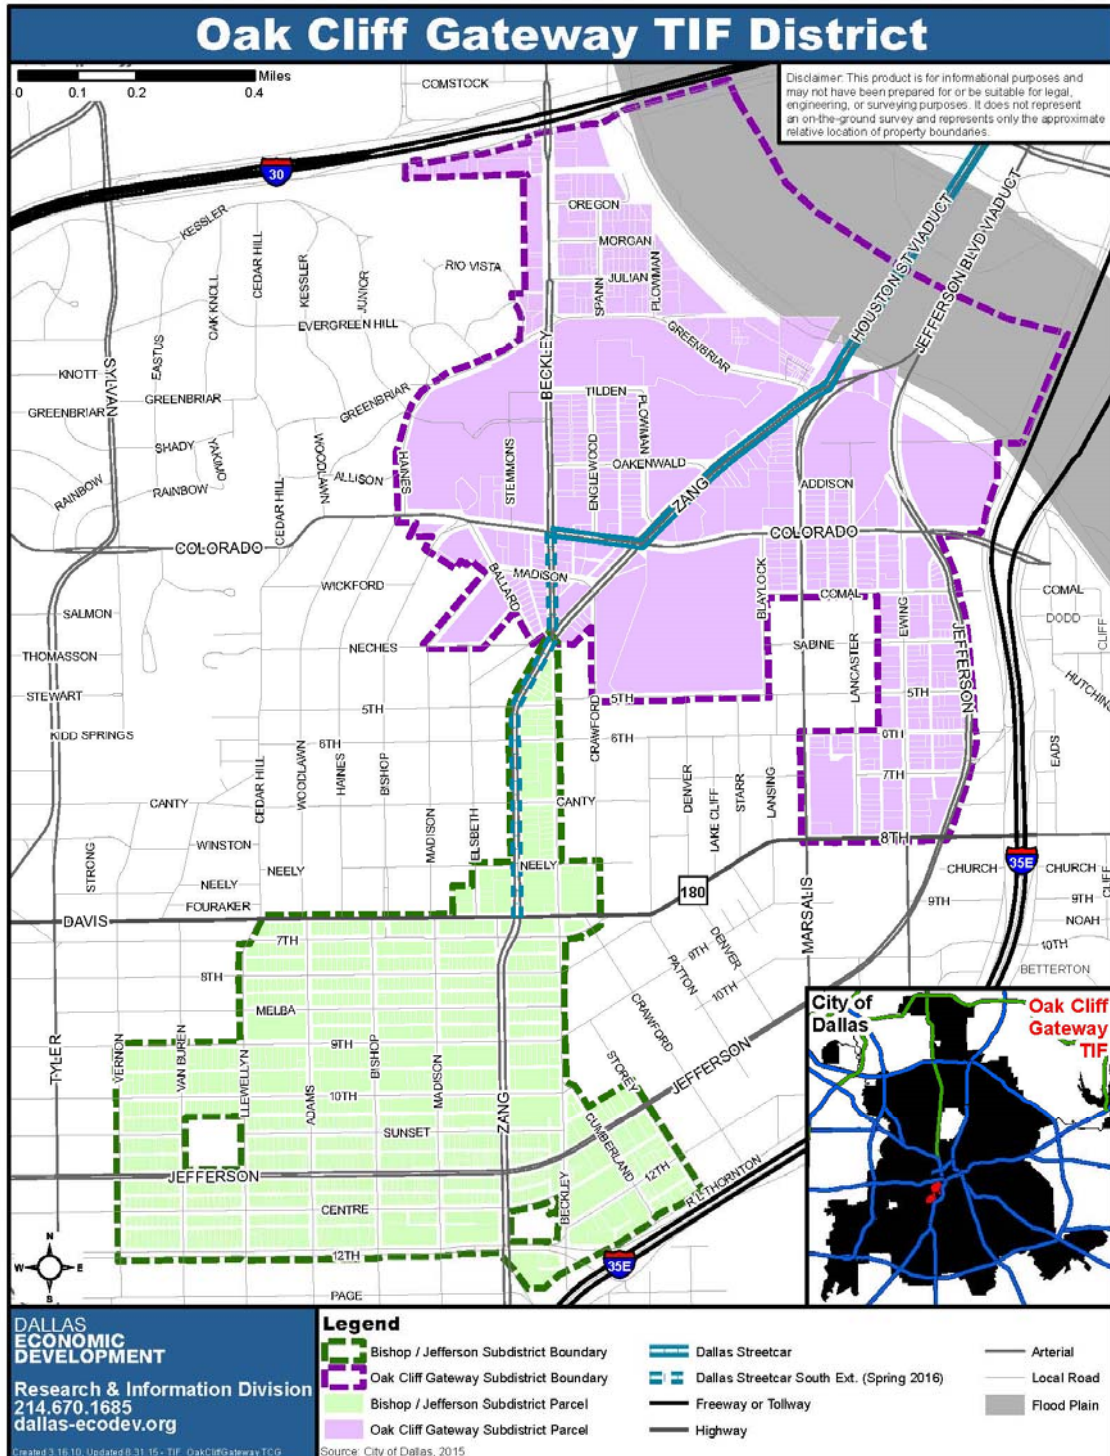 Oak Cliff Gateway TIF District
Miles
0 0.1 0.2 0.4
Disclaimer: This product is for informational purposes and
may not have been prepared for or be suitable for legal,
engineering, or surveying purposes. It does not represent
an on-the-ground survey and represents only the approximate
relative location of property boundaries.
COMSTOCK
30
KESSLER
CEDAR HILL
OAK KNOLL
KESSLER
JUNIOR
RIO VISTA
EVERGREEN HILL
OREGON
MORGAN
JULIAN
SPANN
PLOWMAN
HOUSTON ST VIADUCT
JEFFERSON BLVD VIADUCT
BECKLEY
GREENBRIAR
SYLVAN
EASTUS
KNOTT
GREENBRIAR
GREENBRIAR
GREENBRIAR
TILDEN
PLOWMAN
SHADY
YAKIMO
WOODLAWN
ALLISON
HAINES
STEMMONS
ENGLEWOOD
OAKENWALD
ZANG
RAINBOW
RAINBOW
CEDAR HILL
ADDISON
COLORADO
COLORADO
MADISON
BALLARD
WICKFORD
BLAYLOCK
COMAL
COMAL
DODD
CLIFF
SALMON
EWING
JEFFERSON
THOMASSON
NECHES
SABINE
LANCASTER
HUTCHINS
STEWART
5TH
5TH
5TH
KIDD SPRINGS
6TH
CRAWFORD
6TH
6TH
EADS
CEDAR HILL
WOODLAWN
HAINES
BISHOP
7TH
CANTY
CANTY
DENVER
LAKE CLIFF
STARR
LANSING
MADISON
ELSBETH
WINSTON
8TH
STRONG
NEELY
NEELY
NEELY
CHURCH
35E
CHURCH
CLIFF
FOURAKER
180
9TH
9TH
DAVIS
MARSALIS
NOAH
7TH
9TH
DENVER
10TH
8TH
PATTON
10TH
BETTERTON
MELBA
CRAWFORD
TYLER
VERNON
VAN BUREN
LLEWELLYN
9TH
BISHOP
ADAMS
MADISON
10TH
STOREY
JEFFERSON
ZANG
SUNSET
CUMBERLAND
JEFFERSON
12TH
R L THORNTON
BECKLEY
CENTRE
12TH
35E
PAGE
N
W E
S
City of
Dallas
Oak Cliff
Gateway
TIF
DALLAS
ECONOMIC
DEVELOPMENT
Research & Information Division
214.670.1685
dallas-ecodev.org
Created 3.16.10, Updated 8.31.15 - TIF_OakCliffGateway TCG
Legend
Bishop / Jefferson Subdistrict Boundary
Oak Cliff Gateway Subdistrict Boundary
Bishop / Jefferson Subdistrict Parcel
Oak Cliff Gateway Subdistrict Parcel
Dallas Streetcar
Dallas Streetcar South Ext. (Spring 2016)
Freeway or Tollway
Highway
Arterial
Local Road
Flood Plain
Source: City of Dallas, 2015